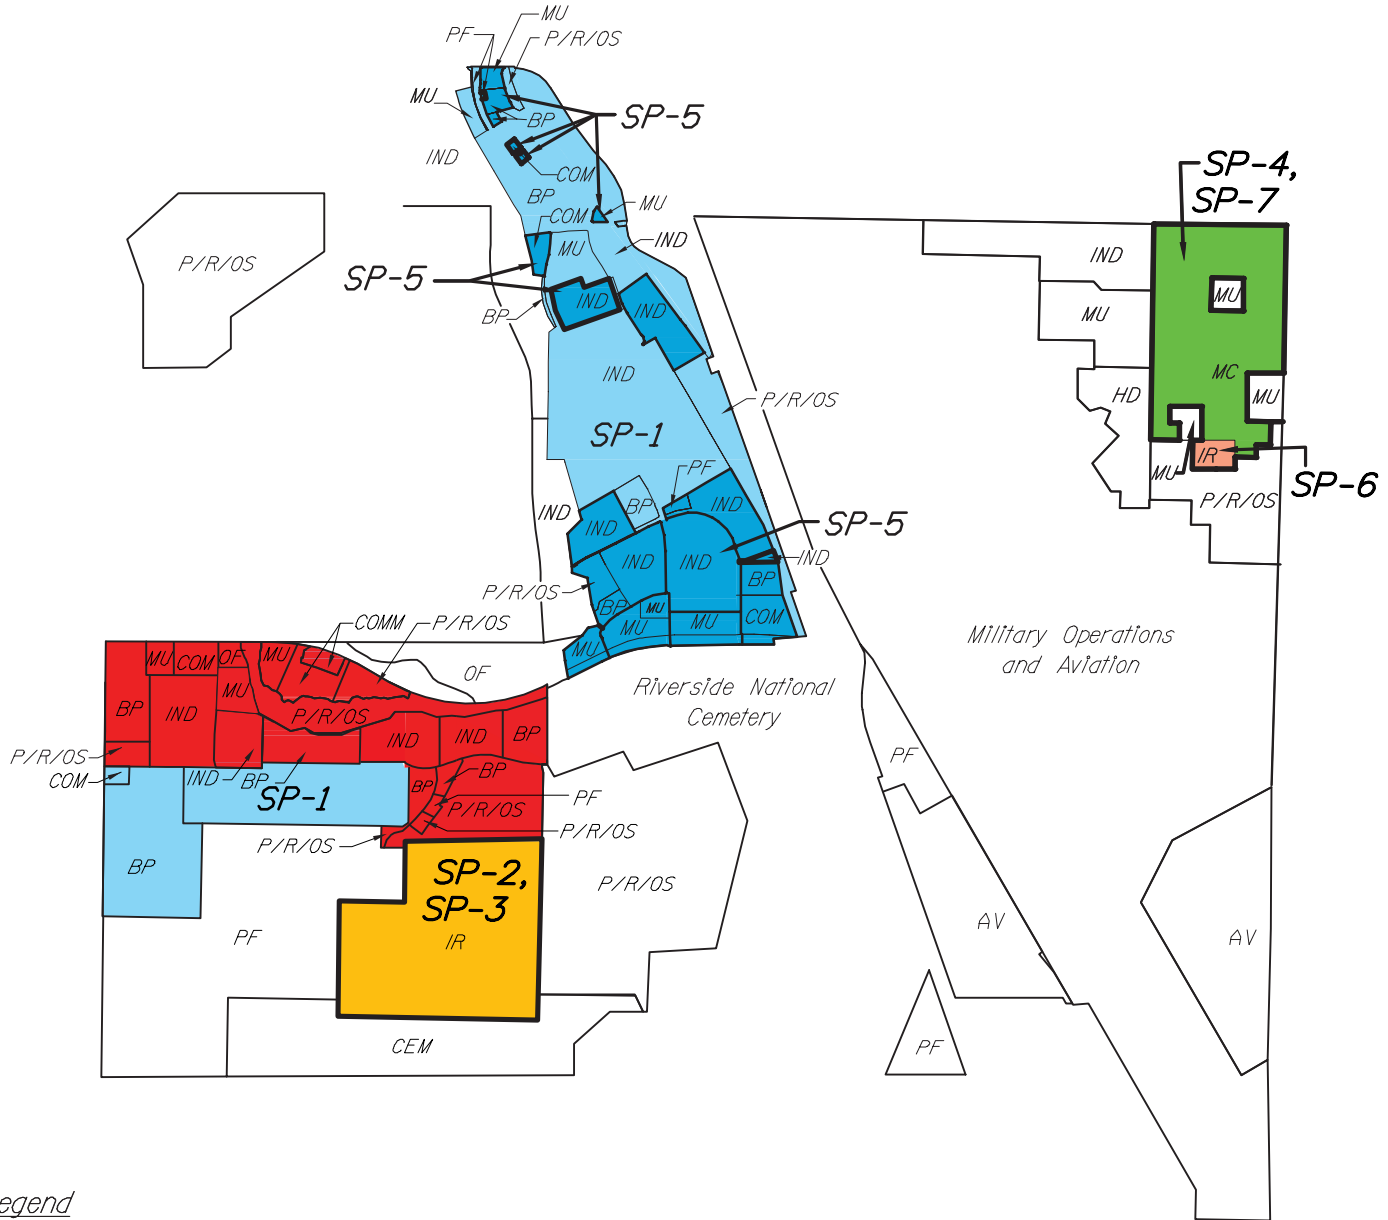 MU
PF
P/R/OS
MU
SP-5
BP
IND
COM
SP-4,
BP
SP-7
MU
COM
IND
MU
IND
P/R/OS
SP-5
MU
IND
BP
IND
MU
IND
MC
HD
MU
P/R/OS
SP-1
PF
IR
MU
SP-6
P/R/OS
BP
IND
IND
IND
SP-5
IND
IND
IND
BP
P/R/OS
BP
MU
COM
MU
MU
MU
COMM
P/R/OS
Military Operations
and Aviation
MU
COM
OF
MU
OF
Riverside National
Cemetery
MU
BP
IND
P/R/OS
IND
IND
BP
P/R/OS
PF
COM
IND
BP
BP
BP
SP-1
PF
P/R/OS
P/R/OS
P/R/OS
BP
SP-2,
SP-3
P/R/OS
PF
IR
AV
AV
CEM
PF
egend